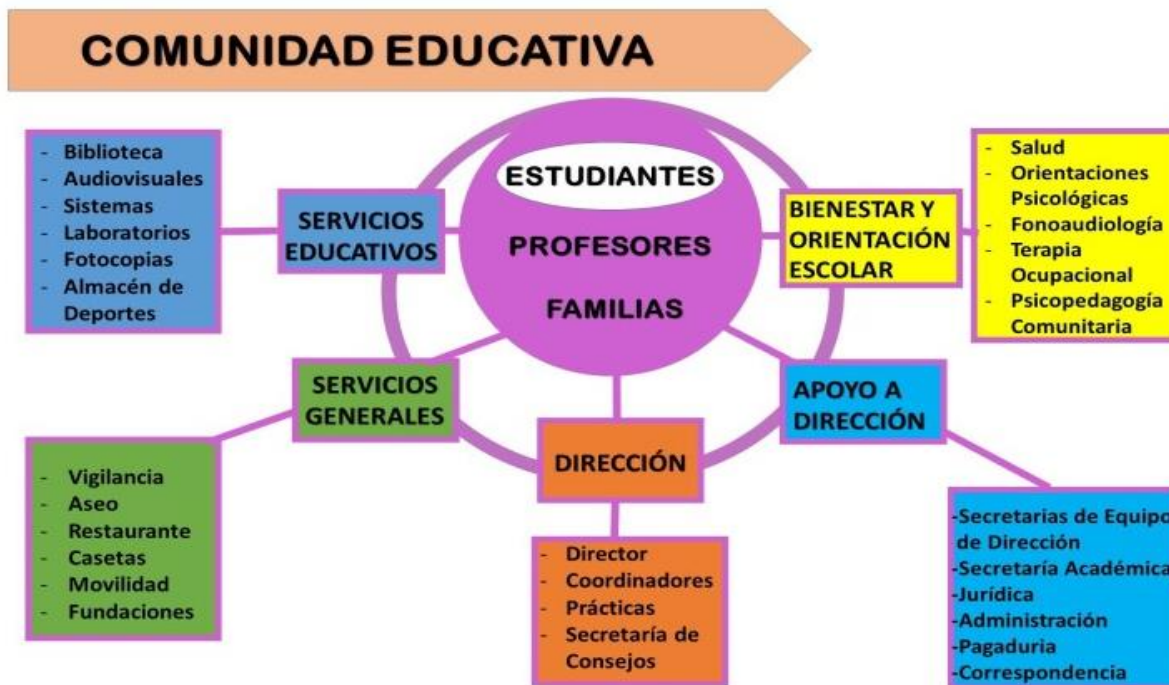 COMUNIDAD EDUCATIVA
- Biblioteca
- Audiovisuales
- Sistemas
- Laboratorios
- Fotocopias
- Almacén de
Deportes
SERVICIOS
EDUCATIVOS
ESTUDIANTES
PROFESORES
FAMILIAS
BIENESTAR Y
ORIENTACIÓN
ESCOLAR
- Salud
- Orientaciones
Psicológicas
- Fonoaudiología
- Terapia
Ocupacional
- Psicopedagogía
Comunitaria
SERVICIOS
GENERALES
- Vigilancia
- Aseo
- Restaurante
- Casetas
- Movilidad
- Fundaciones
DIRECCIÓN
- Director
- Coordinadores
- Prácticas
- Secretaría de
Consejos
APOYO A
DIRECCIÓN
-Secretarias de Equipo
de Dirección
-Secretaría Académica
-Jurídica
-Administración
-Pagaduria
-Correspondencia